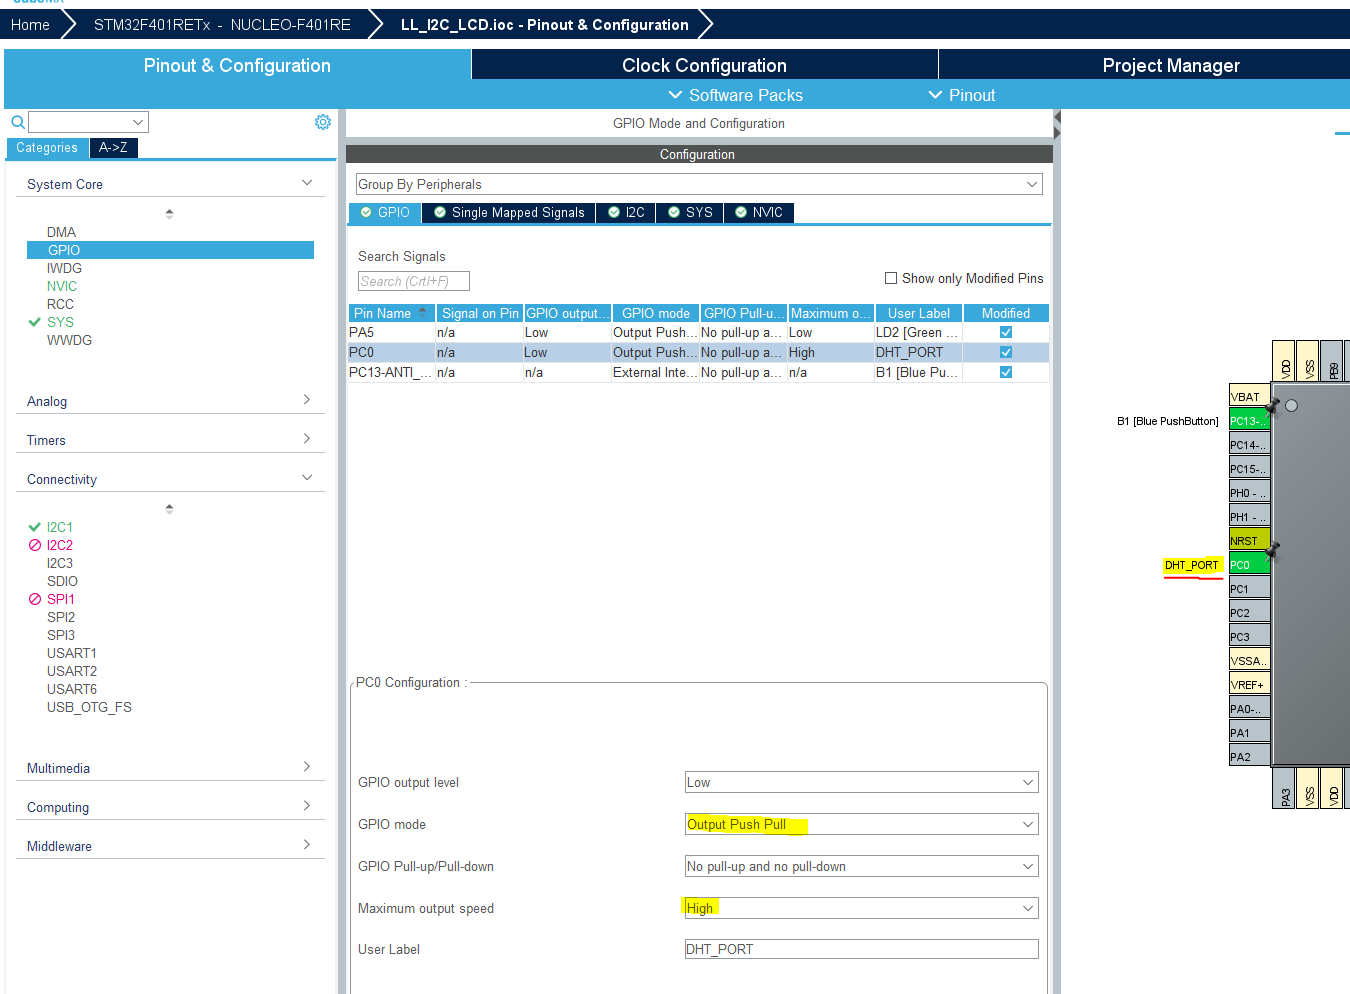 Home
STM32F401RETx - NUCLEO-F401RE
LL_I2C_LCD.ioc - Pinout & Configuration
Pinout & Configuration
Clock Configuration
Project Manager
Software Packs
Pinout
Categories
A->Z
System Core
DMA
GPIO
IWDG
NVIC
RCC
SYS
WWDG
Analog
Timers
Connectivity
I2C1
I2C2
I2C3
SDIO
SPI1
SPI2
SPI3
USART1
USART2
USART6
USB_OTG_FS
Multimedia
Computing
Middleware
GPIO Mode and Configuration
Configuration
Group By Peripherals
GPIO Single Mapped Signals I2C SYS NVIC
Search Signals
Search (Crtl+F)
Show only Modified Pins
Pin Name Signal on Pin GPIO output... GPIO mode GPIO Pull-u... Maximum o... User Label Modified
PA5 n/a Low Output Push... No pull-up a... Low LD2 [Green ...
PC0 n/a Low Output Push... No pull-up a... High DHT_PORT
PC13-ANTI_... n/a n/a External Inte... No pull-up a... n/a B1 [Blue Pu...
PC0 Configuration :
GPIO output level Low
GPIO mode Output Push Pull
GPIO Pull-up/Pull-down No pull-up and no pull-down
Maximum output speed High
User Label DHT_PORT
VDD
VSS
PB9
VBAT
B1 [Blue PushButton] PC13-..
PC14-..
PC15-..
PH0 - ..
PH1 - ..
NRST
DHT_PORT PC0
PC1
PC2
PC3
VSSA..
VREF+
PA0-..
PA1
PA2
PA3
VSS
VDD